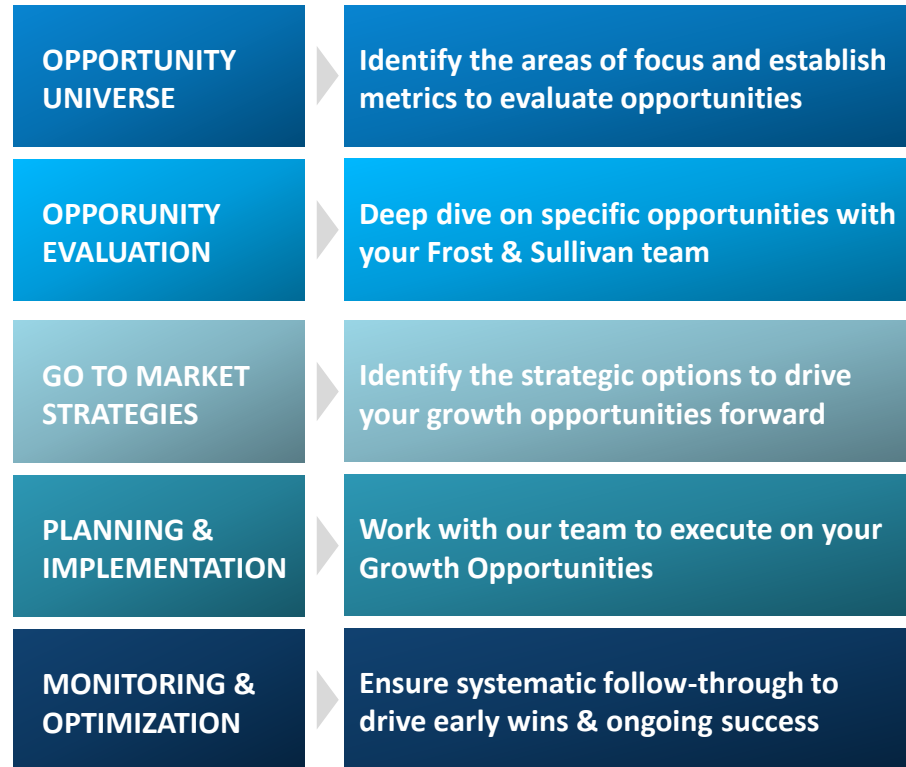 OPPORTUNITY
UNIVERSE
Identify the areas of focus and establish
metrics to evaluate opportunities
OPPORUNITY
EVALUATION
Deep dive on specific opportunities with
your Frost & Sullivan team
GO TO MARKET
STRATEGIES
Identify the strategic options to drive
your growth opportunities forward
PLANNING &
IMPLEMENTATION
Work with our team to execute on your
Growth Opportunities
MONITORING &
OPTIMIZATION
Ensure systematic follow-through to
drive early wins & ongoing success